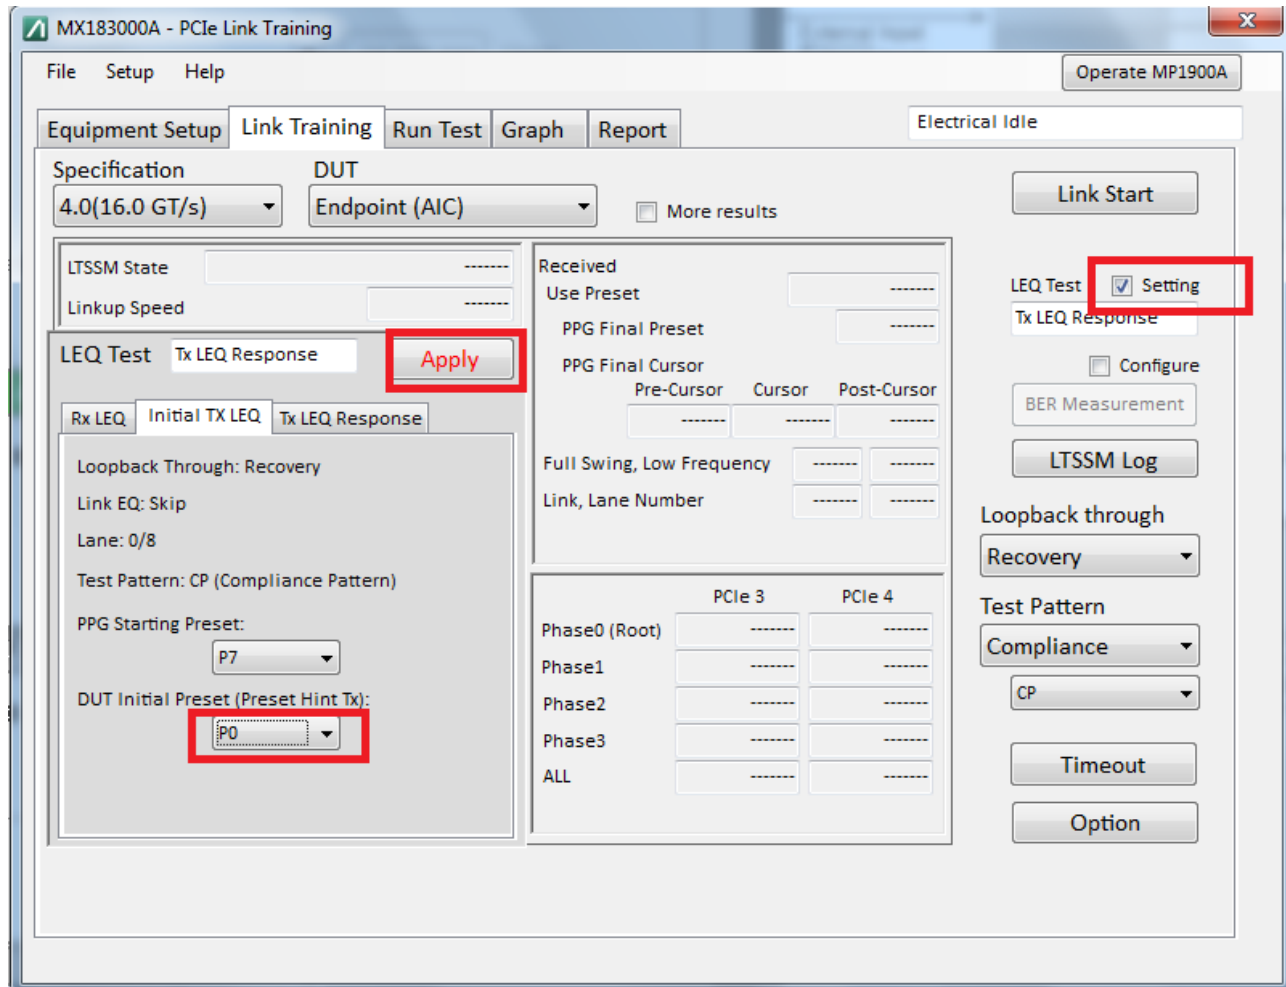 MX183000A - PCIe Link Training
File Setup Help
Operate MP1900A
Equipment Setup Link Training Run Test Graph Report
Electrical Idle
Specification DUT
4.0(16.0 GT/s) Endpoint (AIC)
More results
Link Start
LTSSM State -------
Linkup Speed -------
LEQ Test Tx LEQ Response Apply
Rx LEQ Initial TX LEQ Tx LEQ Response
Loopback Through: Recovery
Link EQ: Skip
Lane: 0/8
Test Pattern: CP (Compliance Pattern)
PPG Starting Preset:
P7
DUT Initial Preset (Preset Hint Tx):
P0
Received
Use Preset -------
PPG Final Preset -------
PPG Final Cursor
Pre-Cursor Cursor Post-Cursor
------- ------- -------
Full Swing, Low Frequency ------- -------
Link, Lane Number ------- -------
PCIe 3 PCIe 4
Phase0 (Root) ------- -------
Phase1 ------- -------
Phase2 ------- -------
Phase3 ------- -------
ALL ------- -------
LEQ Test Setting
Tx LEQ Response
Configure
BER Measurement
LTSSM Log
Loopback through
Recovery
Test Pattern
Compliance
CP
Timeout
Option